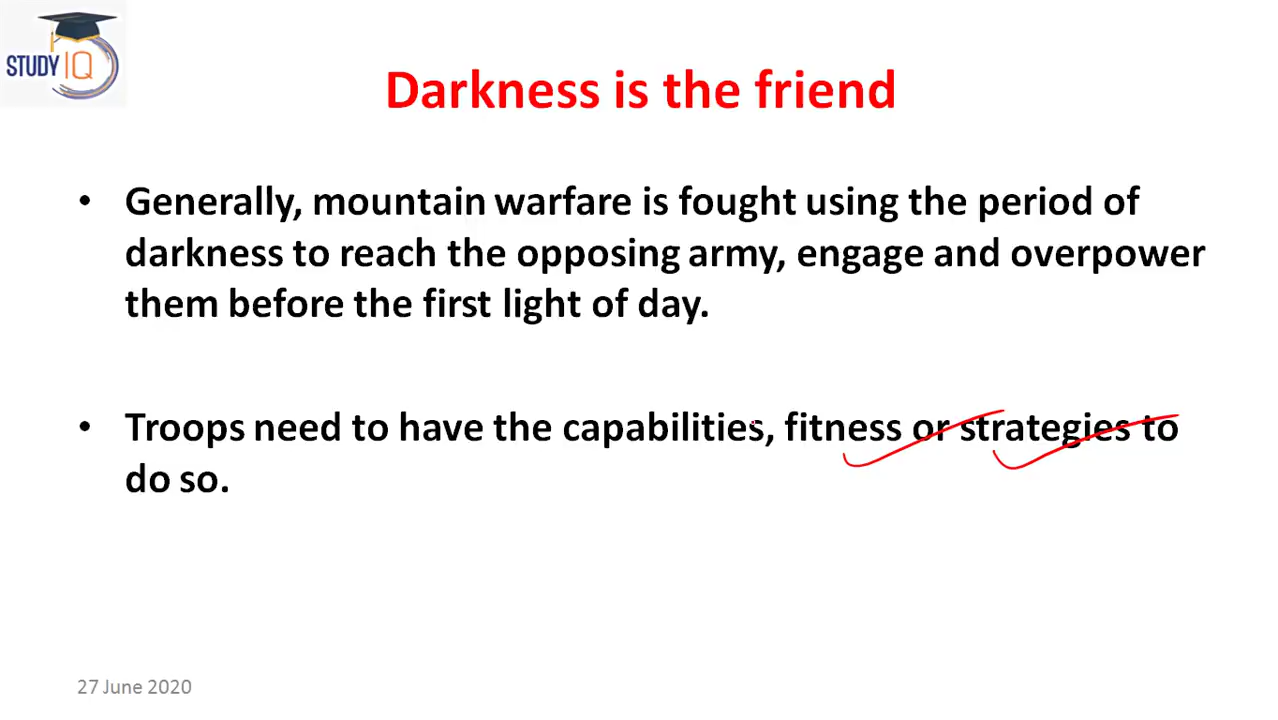 STUDY IQ
Darkness is the friend
• Generally, mountain warfare is fought using the period of
darkness to reach the opposing army, engage and overpower
them before the first light of day.
• Troops need to have the capabilities, fitness or strategies to
do so.
27 June 2020